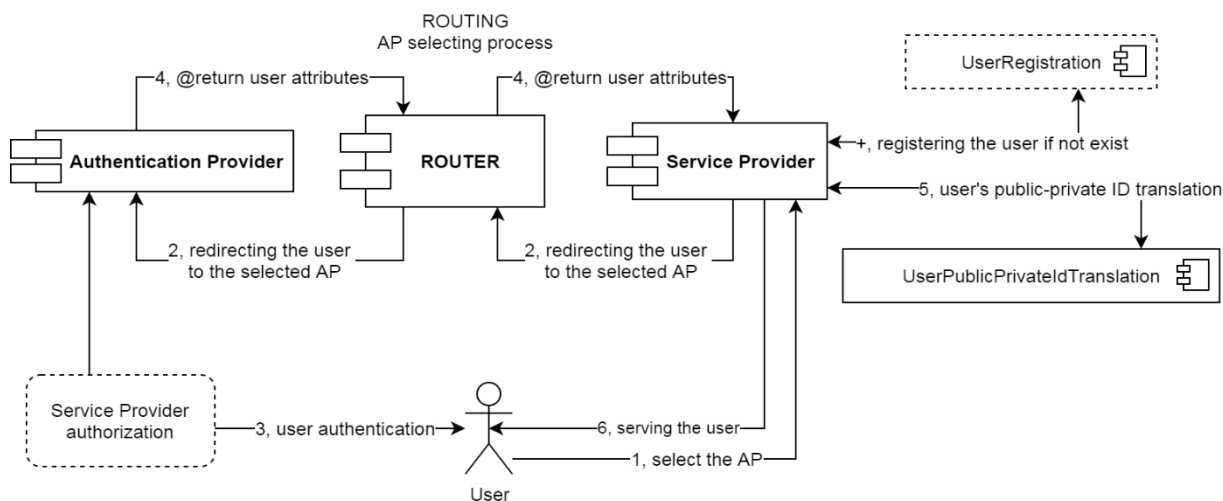 ROUTING
AP selecting process
4, @return user attributes
4, @return user attributes
UserRegistration
Authentication Provider
ROUTER
Service Provider
+, registering the user if not exist
5, user's public-private ID translation
2, redirecting the user
to the selected AP
2, redirecting the user
to the selected AP
UserPublicPrivateIdTranslation
Service Provider
authorization
3, user authentication
6, serving the user
1, select the AP
User